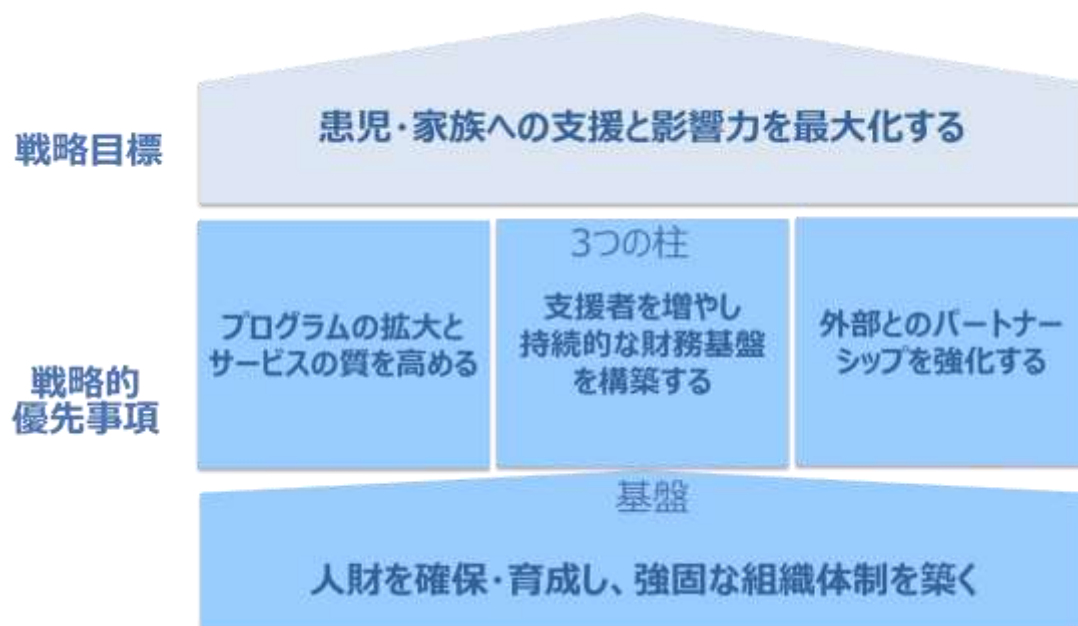 患児・家族への支援と影響力を最大化する
戦略目標
3つの柱
プログラムの拡大と
サービスの質を高める
支援者を増やし
持続的な財務基盤
を構築する
外部とのパートナー
シップを強化する
戦略的
優先事項
基盤
人財を確保・育成し、強固な組織体制を築く